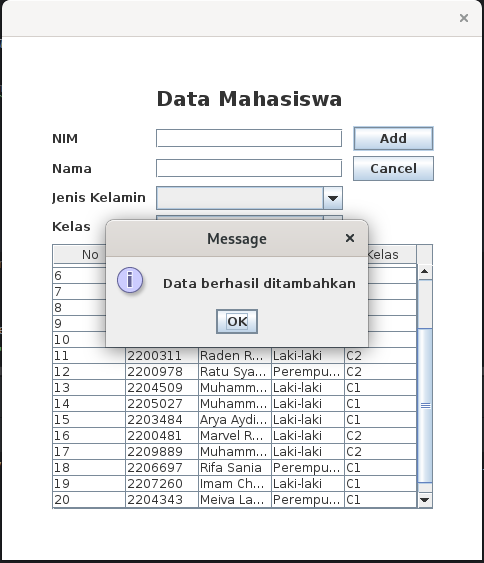 ×
Data Mahasiswa
NIM
Add
Nama
Cancel
Jenis Kelamin
Kelas
Message ×
Data berhasil ditambahkan
OK
No Kelas
6
7
8
9
10
11 2200311 Raden R... Laki-laki C2
12 2200978 Ratu Sya... Perempu... C2
13 2204509 Muhamm... Laki-laki C1
14 2205027 Muhamm... Laki-laki C1
15 2203484 Arya Aydi... Laki-laki C1
16 2200481 Marvel R... Laki-laki C2
17 2209889 Muhamm... Laki-laki C2
18 2206697 Rifa Sania Perempu... C1
19 2207260 Imam Ch... Laki-laki C1
20 2204343 Meiva La... Perempu... C1